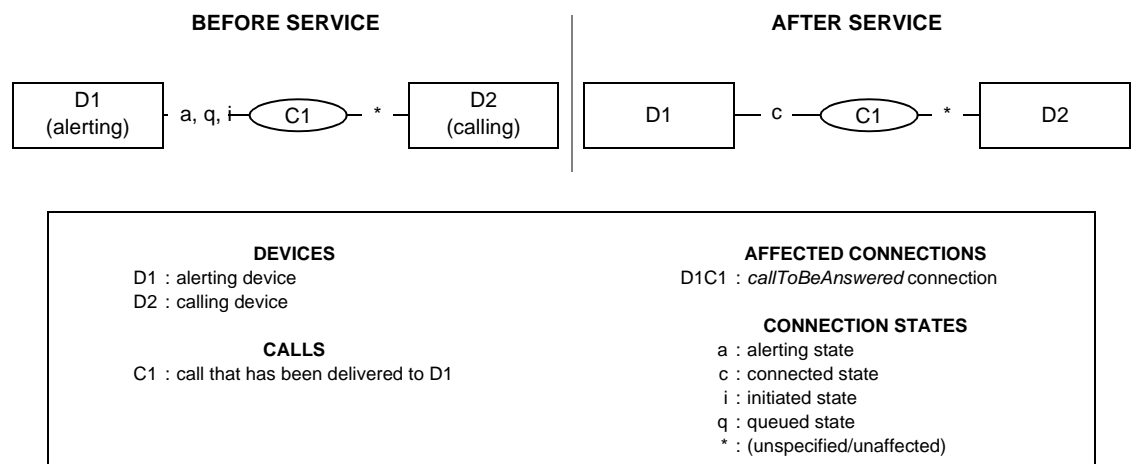 BEFORE SERVICE
AFTER SERVICE
D1
(alerting)
a, q, i
C1
*
D2
(calling)
D1
c
C1
*
D2
DEVICES
D1 : alerting device
D2 : calling device
CALLS
C1 : call that has been delivered to D1
AFFECTED CONNECTIONS
D1C1 : callToBeAnswered connection
CONNECTION STATES
a : alerting state
c : connected state
i : initiated state
q : queued state
* : (unspecified/unaffected)